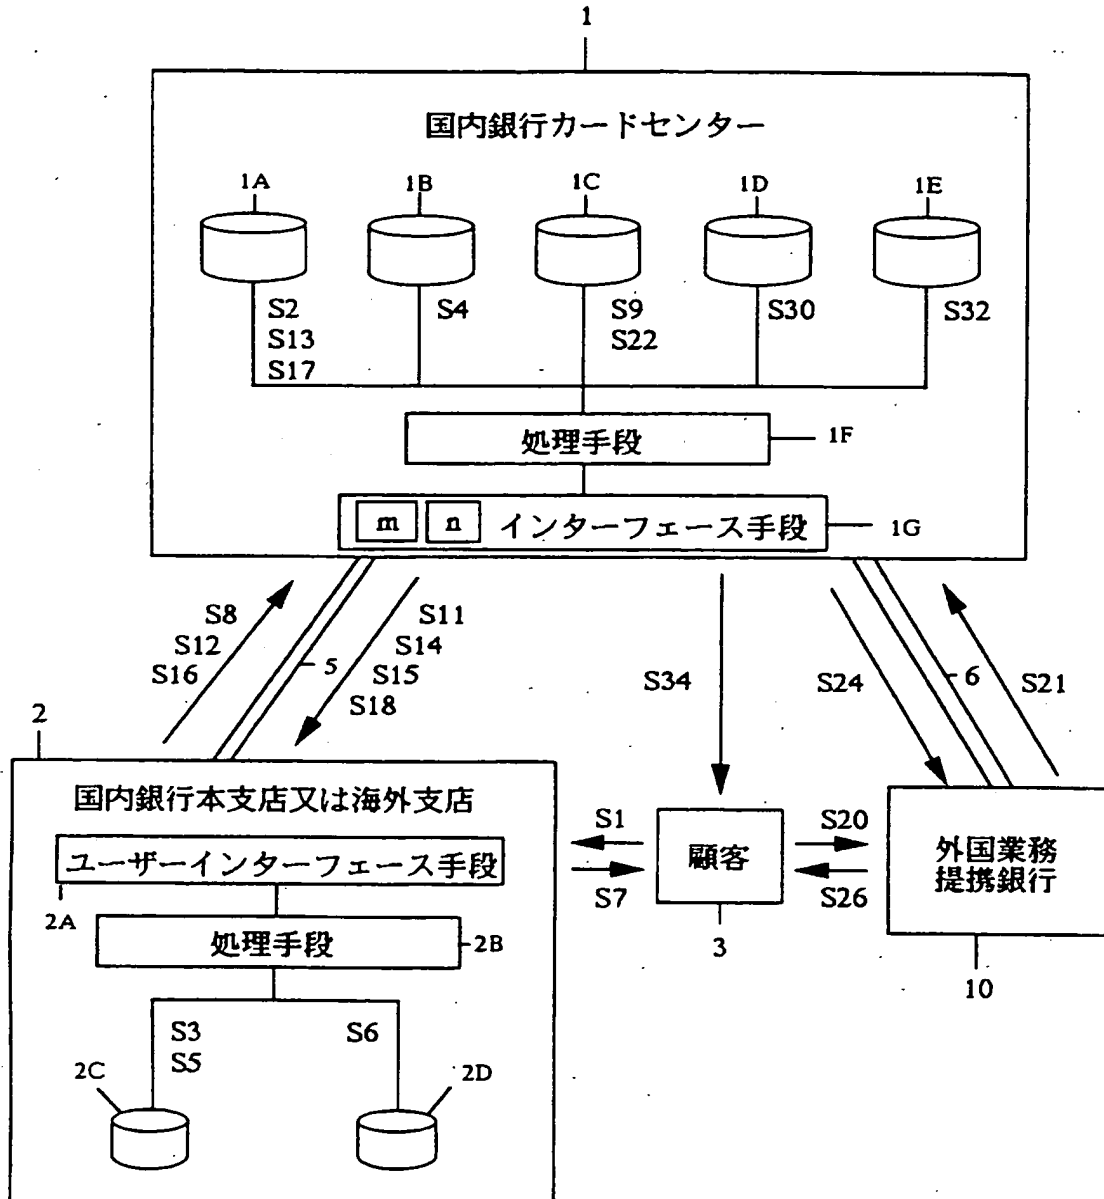 1
国内銀行カードセンター
1A
1B
1C
1D
1E
S2
S13
S17
S4
S9
S22
S30
S32
処理手段
1F
m
n
インターフェース手段
1G
S8
S12
S16
5
S11
S14
S15
S18
S34
S24
6
S21
2
国内銀行本支店又は海外支店
ユーザーインターフェース手段
2A
処理手段
2B
S3
S5
S6
2C
2D
S1
S7
顧客
3
S20
S26
外国業務
提携銀行
10